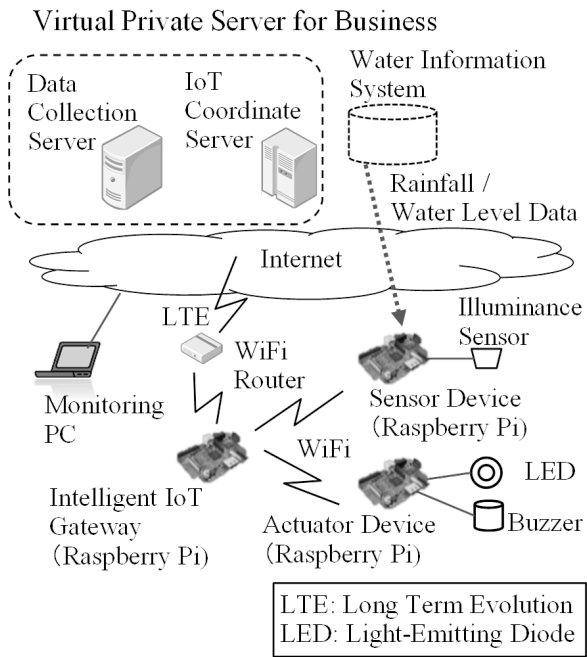 Virtual Private Server for Business
Data
Collection
Server
IoT
Coordinate
Server
Water Information
System
Rainfall /
Water Level Data
Internet
LTE
WiFi
Router
Illuminance
Sensor
Monitoring
PC
Sensor Device
(Raspberry Pi)
WiFi
Intelligent IoT
Gateway
(Raspberry Pi)
Actuator Device
(Raspberry Pi)
LED
Buzzer
LTE: Long Term Evolution
LED: Light-Emitting Diode